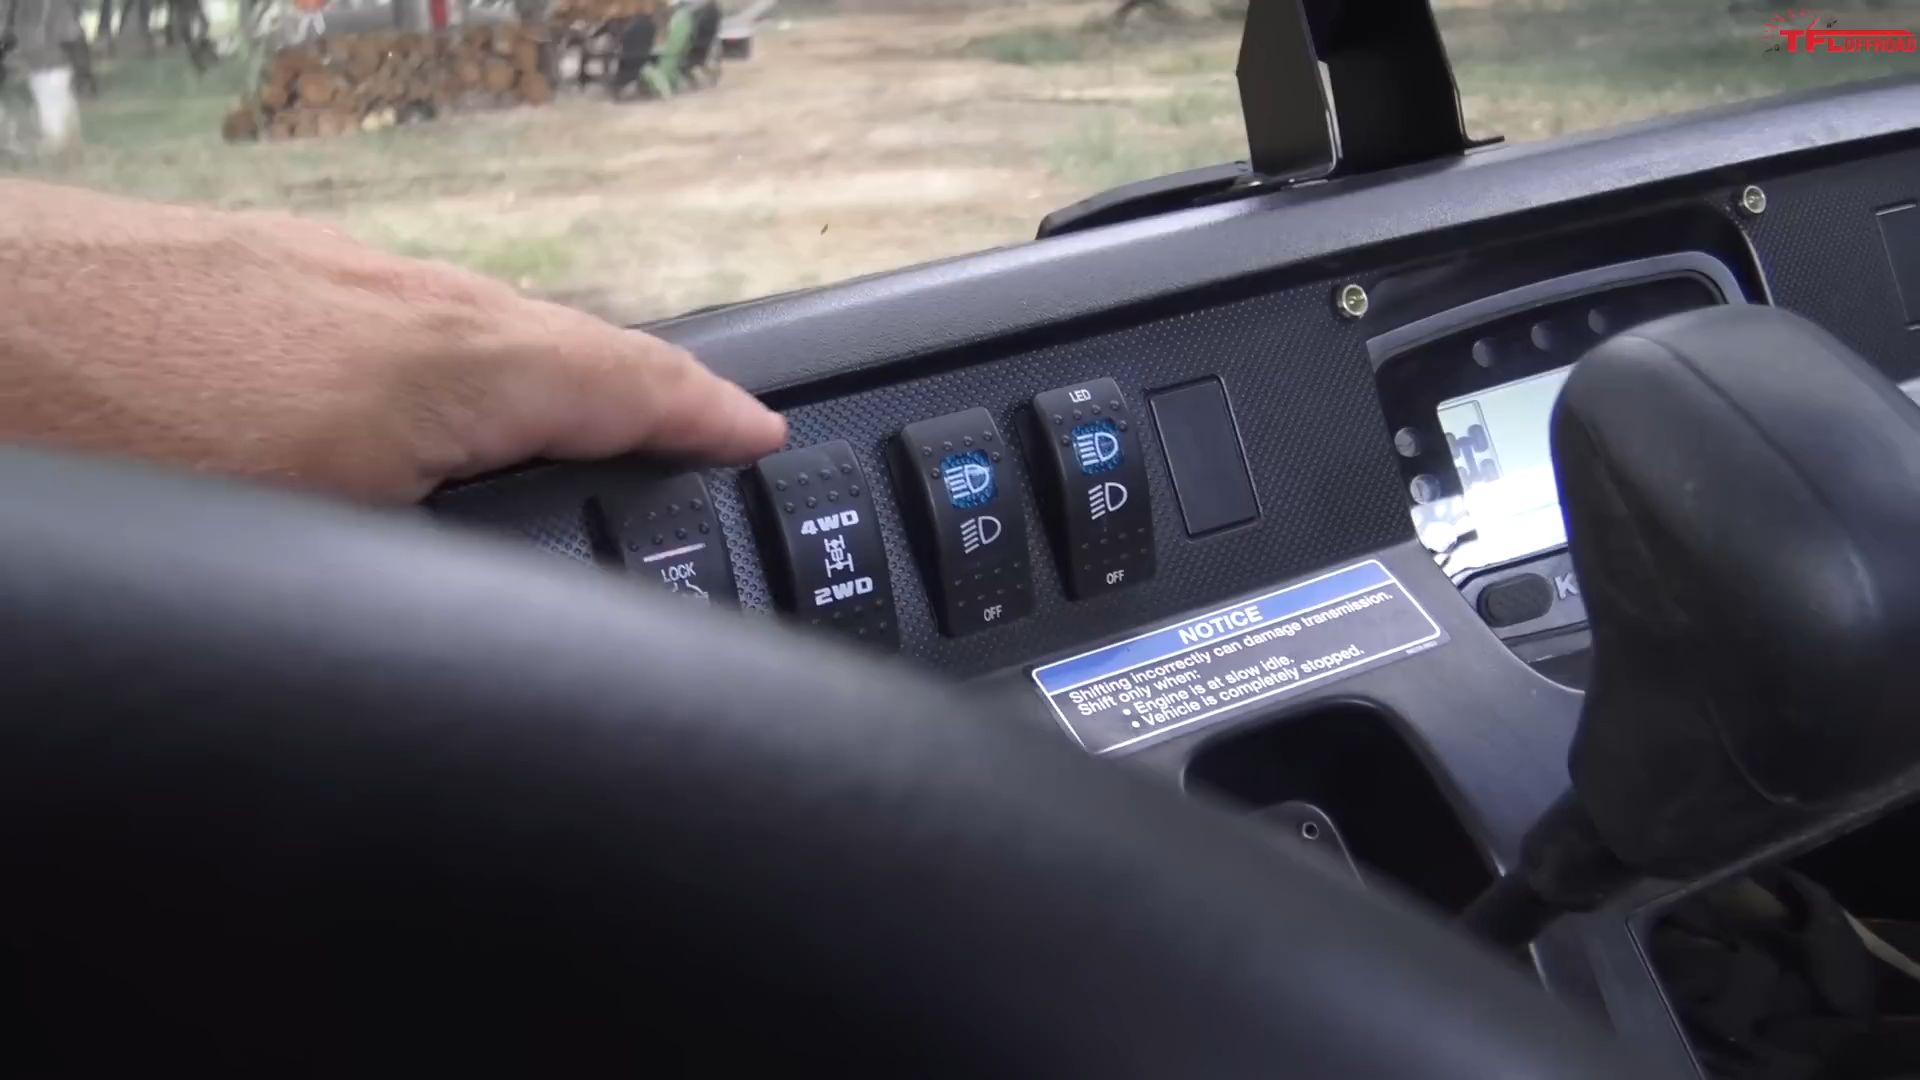 TFLOFFROAD
LED
4WD
LOCK
2WD
OFF
OFF
NOTICE
Shifting incorrectly can damage transmission.
Shift only when:
• Engine is at slow idle.
• Vehicle is completely stopped.
K